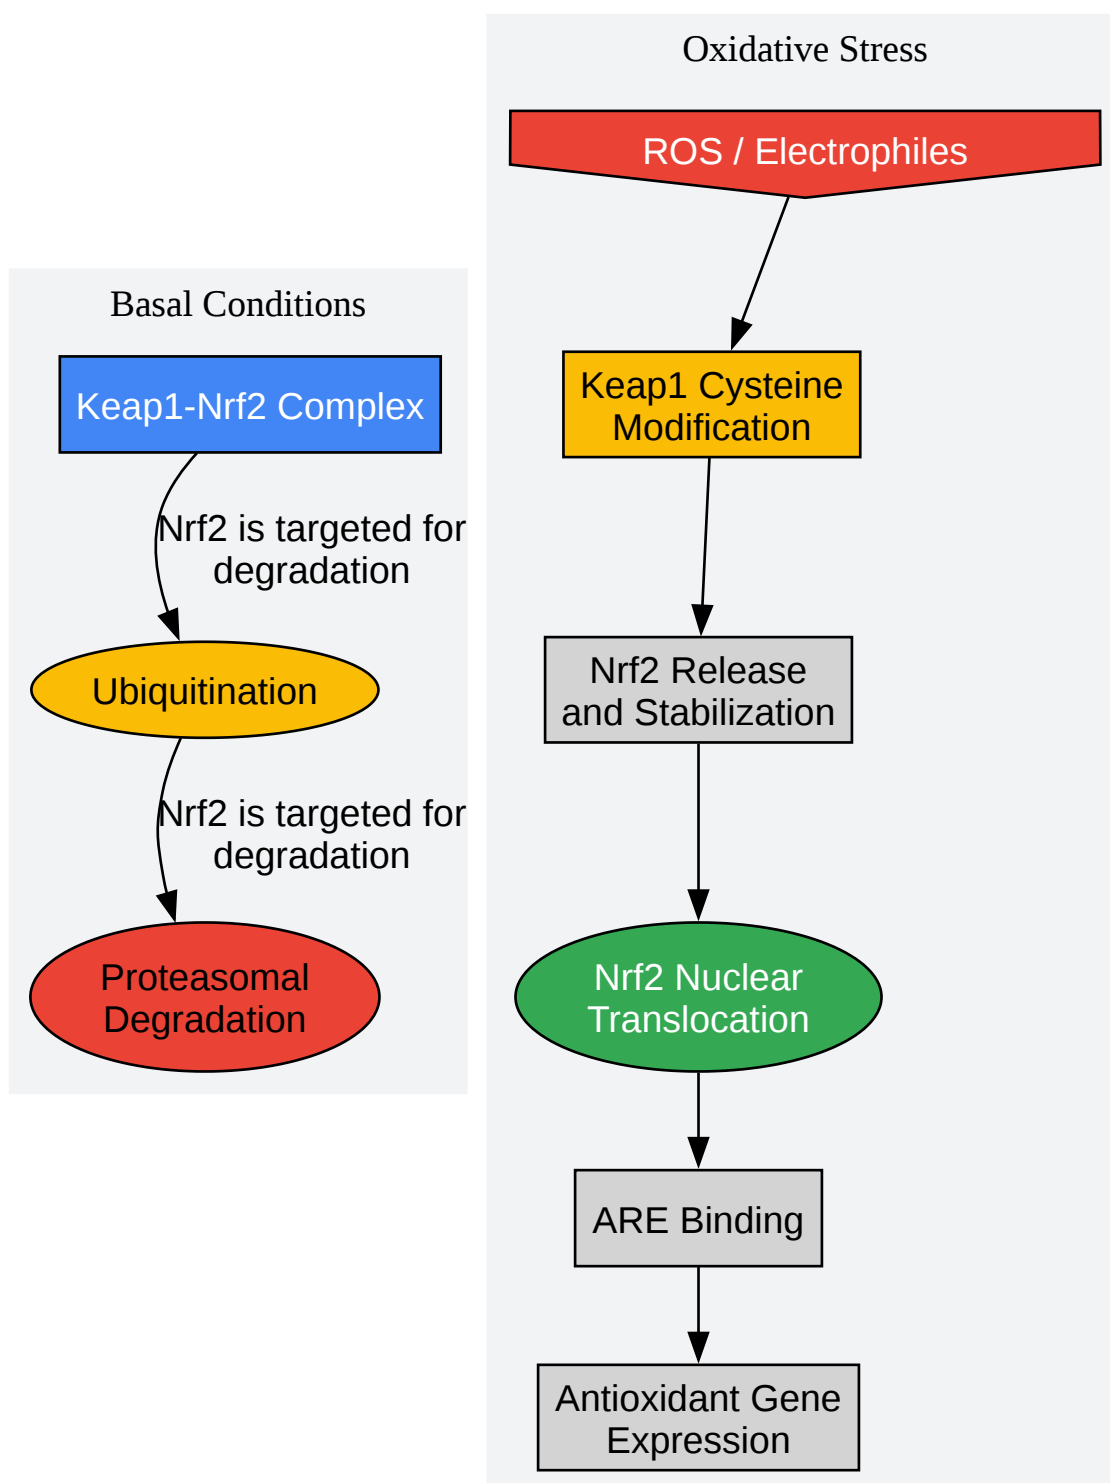 Basal Conditions
Keap1-Nrf2 Complex
Nrf2 is targeted for
degradation
Ubiquitination
Nrf2 is targeted for
degradation
Proteasomal
Degradation
Oxidative Stress
ROS / Electrophiles
Keap1 Cysteine
Modification
Nrf2 Release
and Stabilization
Nrf2 Nuclear
Translocation
ARE Binding
Antioxidant Gene
Expression